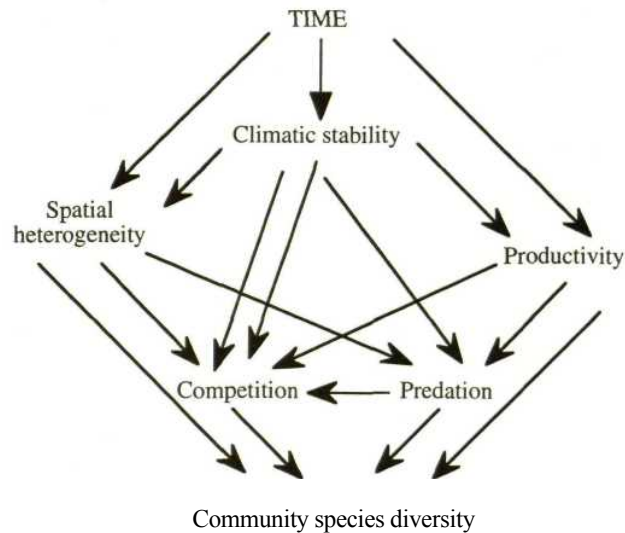 TIME
Climatic stability
Spatial
heterogeneity
Productivity
Competition
Predation
Community species diversity